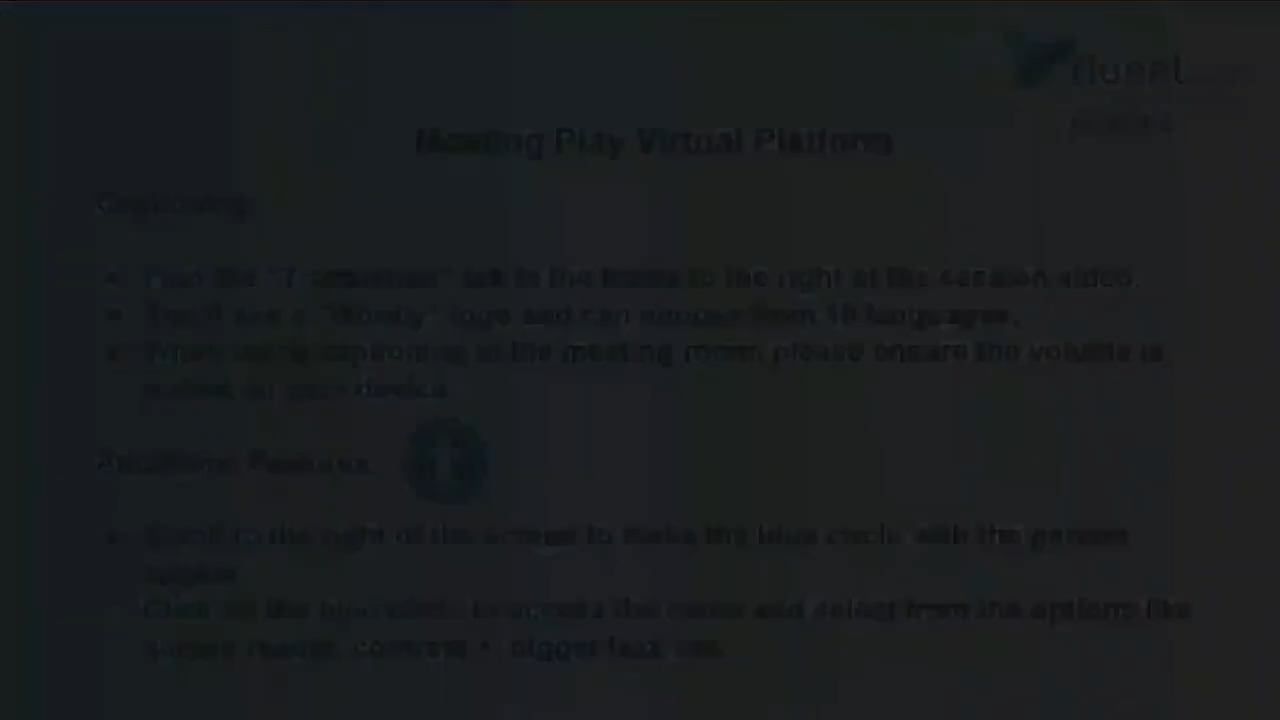 Meeting Play Virtual Platform
Captioning:
Find the "Translation" tab in the frame to the right of the session video.
You'll see a "Wordly" logo and can choose from 16 languages.
When using captioning in the meeting room, please ensure the volume is
muted on your device.
Additional Features
Scroll to the right of the screen to make the blue circle with the person
appear.
Click on the blue circle to access the menu and select from the options like
screen reader, contrast +, bigger text, etc.